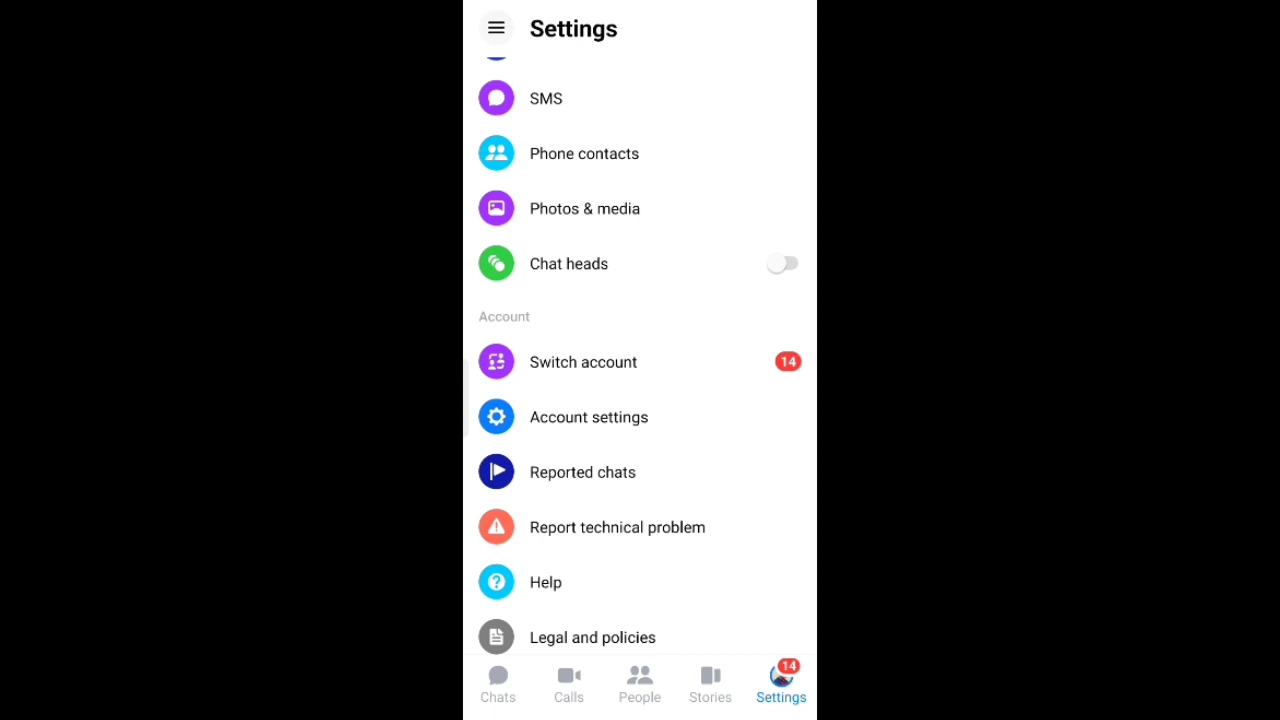 Settings
SMS
Phone contacts
Photos & media
Chat heads
Account
Switch account 14
Account settings
Reported chats
Report technical problem
Help
Legal and policies
14
Chats Calls People Stories Settings